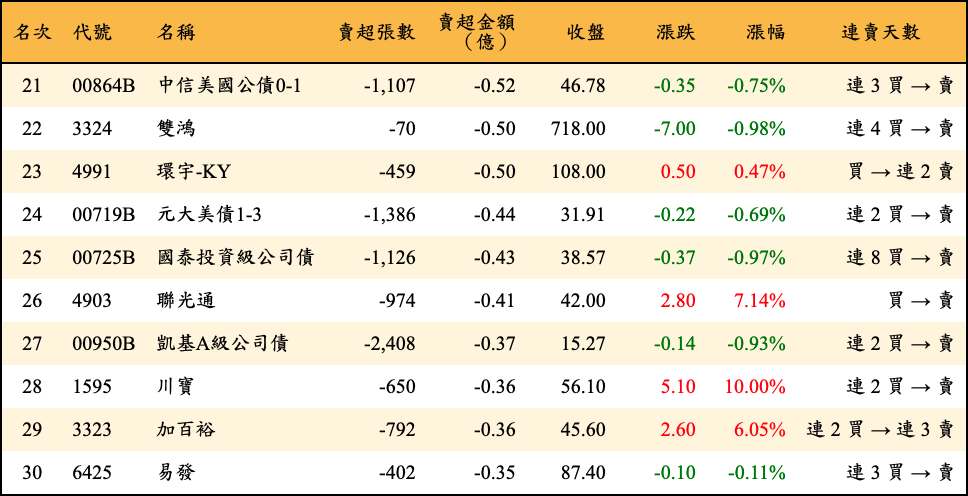 名次 代號 名稱 賣超張數 賣超金額（億） 收盤 漲跌 漲幅 連賣天數
21 00864B 中信美國公債0-1 -1,107 -0.52 46.78 -0.35 -0.75% 連 3 買 → 賣
22 3324 雙鴻 -70 -0.50 718.00 -7.00 -0.98% 連 4 買 → 賣
23 4991 環宇-KY -459 -0.50 108.00 0.50 0.47% 買 → 連 2 賣
24 00719B 元大美債1-3 -1,386 -0.44 31.91 -0.22 -0.69% 連 2 買 → 賣
25 00725B 國泰投資級公司債 -1,126 -0.43 38.57 -0.37 -0.97% 連 8 買 → 賣
26 4903 聯光通 -974 -0.41 42.00 2.80 7.14% 買 → 賣
27 00950B 凱基A級公司債 -2,408 -0.37 15.27 -0.14 -0.93% 連 2 買 → 賣
28 1595 川寶 -650 -0.36 56.10 5.10 10.00% 連 2 買 → 賣
29 3323 加百裕 -792 -0.36 45.60 2.60 6.05% 連 2 買 → 連 3 賣
30 6425 易發 -402 -0.35 87.40 -0.10 -0.11% 連 3 買 → 賣